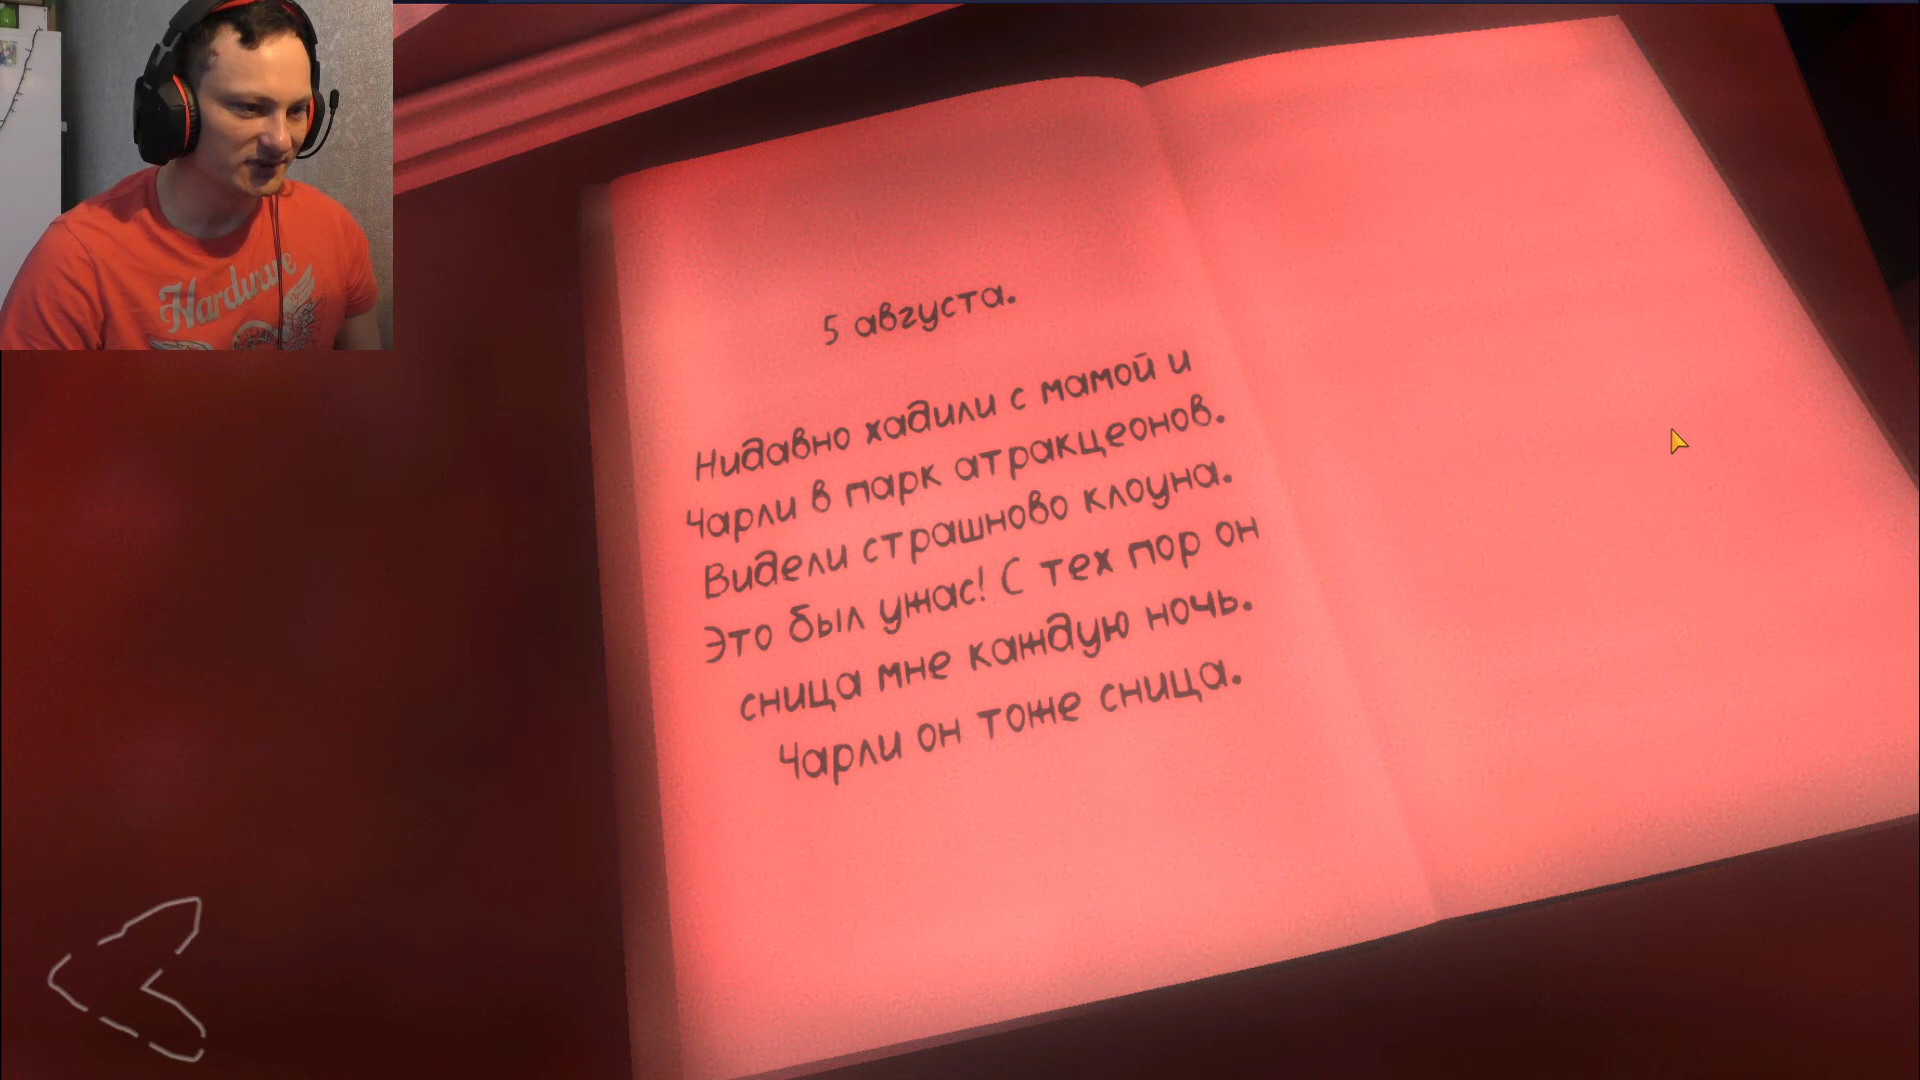 Hardware
5 августа.
Нидавно хадили с мамой и
Чарли в парк атракцеонов.
Видели страшново клоуна.
Это был ужас! С тех пор он
сница мне каждую ночь.
Чарли он тоже сница.